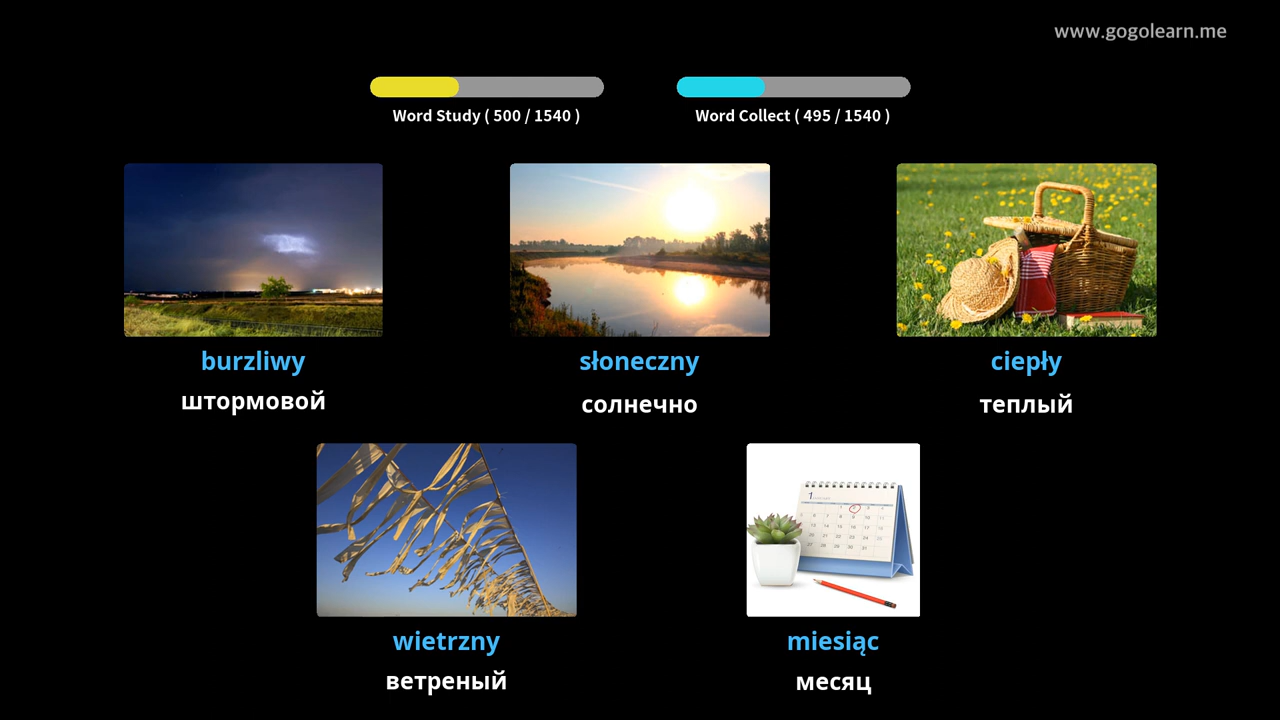 www.gogolearn.me
Word Study ( 500 / 1540 )
Word Collect ( 495 / 1540 )
burzliwy
słoneczny
ciepły
штормовой
солнечно
теплый
wietrzny
miesiąc
ветреный
месяц